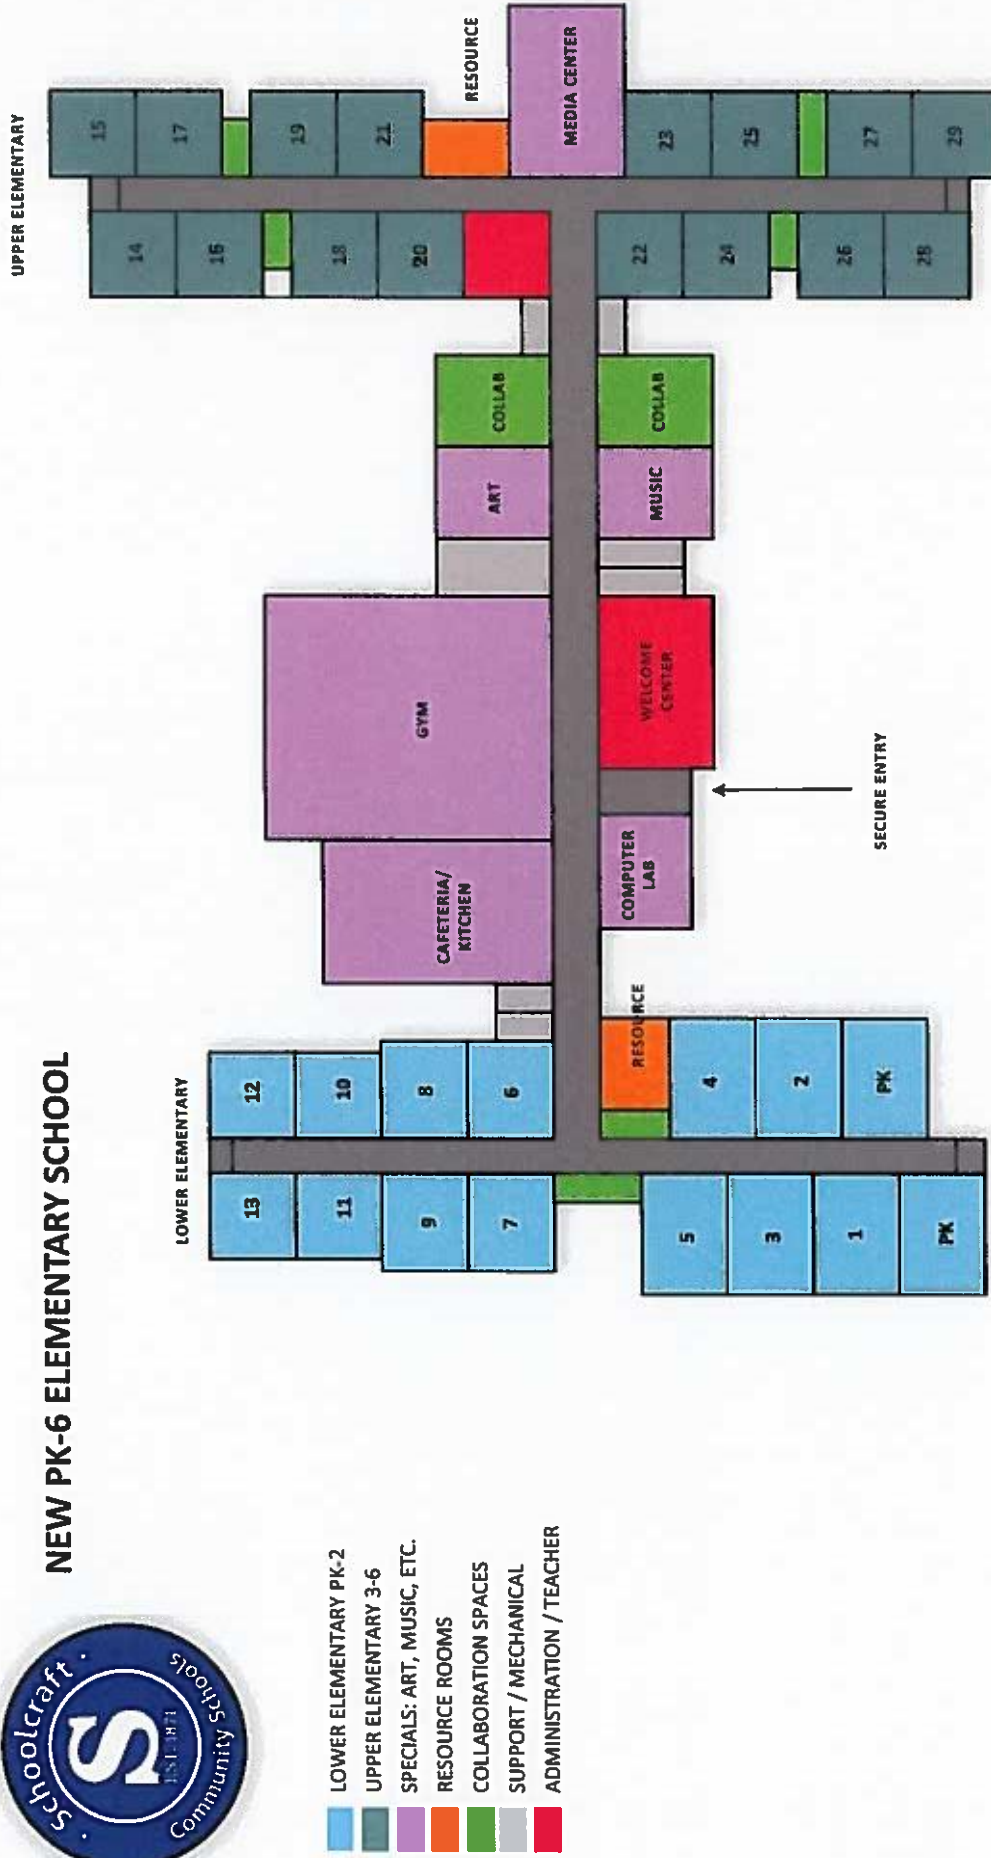 NEW PK-6 ELEMENTARY SCHOOL
Schoolcraft
S
EST. 1871
Community Schools
LOWER ELEMENTARY PK-2
UPPER ELEMENTARY 3-6
SPECIALS: ART, MUSIC, ETC.
RESOURCE ROOMS
COLLABORATION SPACES
SUPPORT / MECHANICAL
ADMINISTRATION / TEACHER
LOWER ELEMENTARY
13
12
11
10
9
8
7
6
5
4
3
2
1
PK
PK
RESOURCE
CAFETERIA/
KITCHEN
GYM
COMPUTER
LAB
WELCOME
CENTER
SECURE ENTRY
ART
MUSIC
COLLAB
COLLAB
UPPER ELEMENTARY
14
15
16
17
18
19
20
21
RESOURCE
MEDIA CENTER
22
23
24
25
26
27
28
29